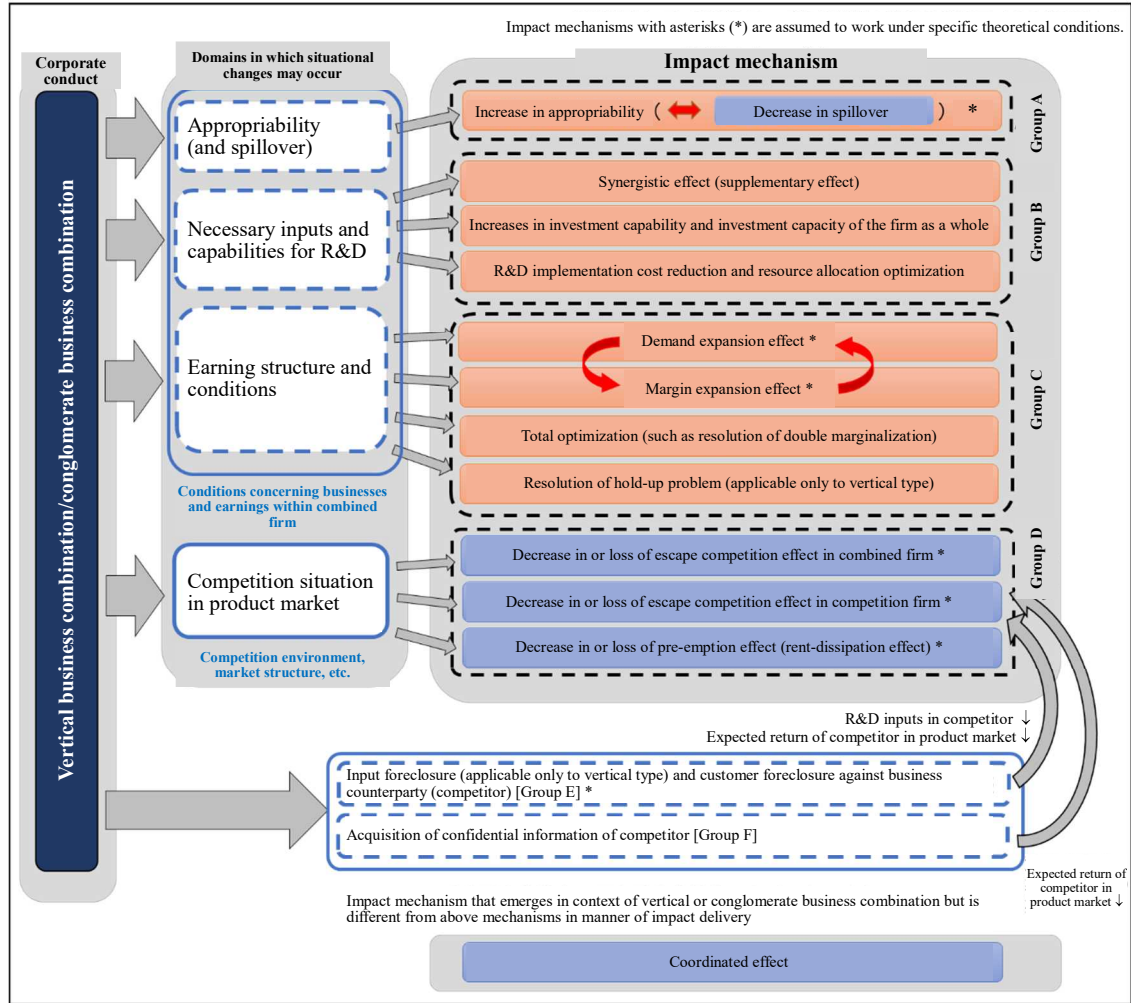 Impact mechanisms with asterisks (*) are assumed to work under specific theoretical conditions.
Corporate
conduct
Vertical business combination/conglomerate business combination
Domains in which situational
changes may occur
Appropriability
(and spillover)
Necessary inputs and
capabilities for R&D
Earning structure and
conditions
Conditions concerning businesses
and earnings within combined
firm
Competition situation
in product market
Competition environment,
market structure, etc.
Impact mechanism
Increase in appropriability ( Decrease in spillover ) *
Group A
Synergistic effect (supplementary effect)
Increases in investment capability and investment capacity of the firm as a whole
R&D implementation cost reduction and resource allocation optimization
Group B
Demand expansion effect *
Margin expansion effect *
Total optimization (such as resolution of double marginalization)
Resolution of hold-up problem (applicable only to vertical type)
Group C
Decrease in or loss of escape competition effect in combined firm *
Decrease in or loss of escape competition effect in competition firm *
Decrease in or loss of pre-emption effect (rent-dissipation effect) *
Group D
R&D inputs in competitor ↓
Expected return of competitor in product market ↓
Input foreclosure (applicable only to vertical type) and customer foreclosure against business
counterparty (competitor) [Group E] *
Acquisition of confidential information of competitor [Group F]
Expected return of
competitor in
product market ↓
Impact mechanism that emerges in context of vertical or conglomerate business combination but is
different from above mechanisms in manner of impact delivery
Coordinated effect